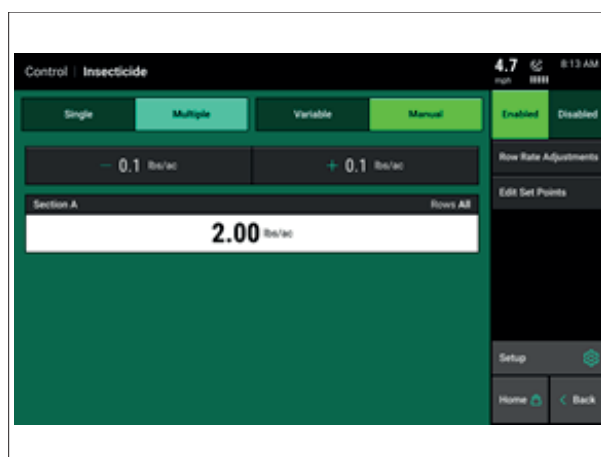 Control | Insecticide
4.7 mph
8:13 AM
Single Multiple Variable Manual
Enabled Disabled
− 0.1 lbs/ac + 0.1 lbs/ac
Row Rate Adjustments
Section A Rows All
Edit Set Points
2.00 lbs/ac
Setup
Home < Back